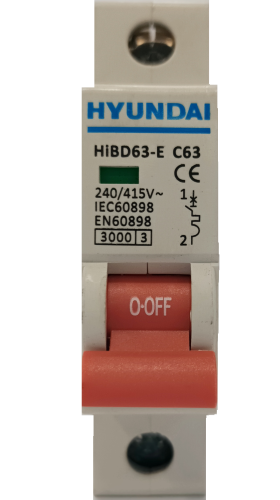 HYUNDAI
HiBD63-E C63
CE
240/415V~
IEC60898
EN60898
3000 3
1
2
O-OFF